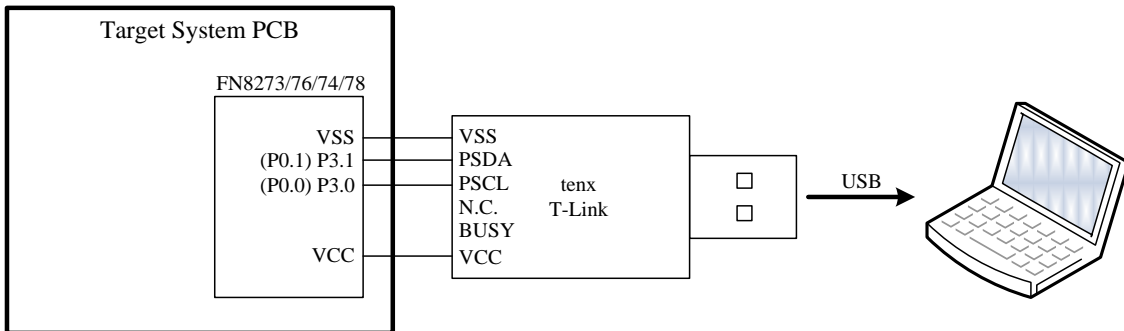 Target System PCB
FN8273/76/74/78
VSS
(P0.1) P3.1
(P0.0) P3.0
VCC
VSS
PSDA
PSCL
N.C.
BUSY
VCC
tenx
T-Link
USB